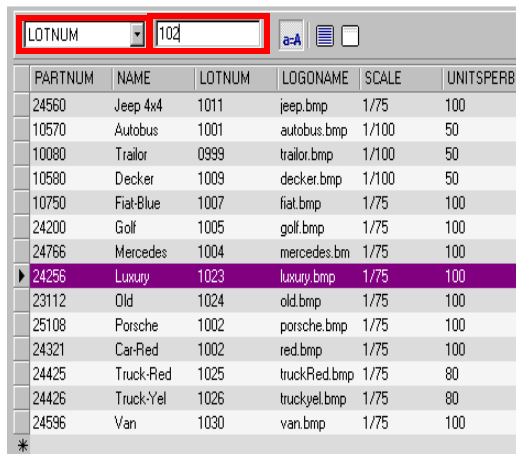 LOTNUM 102 a=A
PARTNUM NAME LOTNUM LOGONAME SCALE UNITSPERB
24560 Jeep 4x4 1011 jeep.bmp 1/75 100
10570 Autobus 1001 autobus.bmp 1/100 50
10080 Trailor 0999 trailor.bmp 1/100 50
10580 Decker 1009 decker.bmp 1/100 50
10750 Fiat-Blue 1007 fiat.bmp 1/75 100
24200 Golf 1005 golf.bmp 1/75 100
24766 Mercedes 1004 mercedes.bm 1/75 100
24256 Luxury 1023 luxury.bmp 1/75 100
23112 Old 1024 old.bmp 1/75 100
25108 Porsche 1002 porsche.bmp 1/75 100
24321 Car-Red 1002 red.bmp 1/75 100
24425 Truck-Red 1025 truckRed.bmp 1/75 80
24426 Truck-Yel 1026 truckyel.bmp 1/75 80
24596 Van 1030 van.bmp 1/75 100